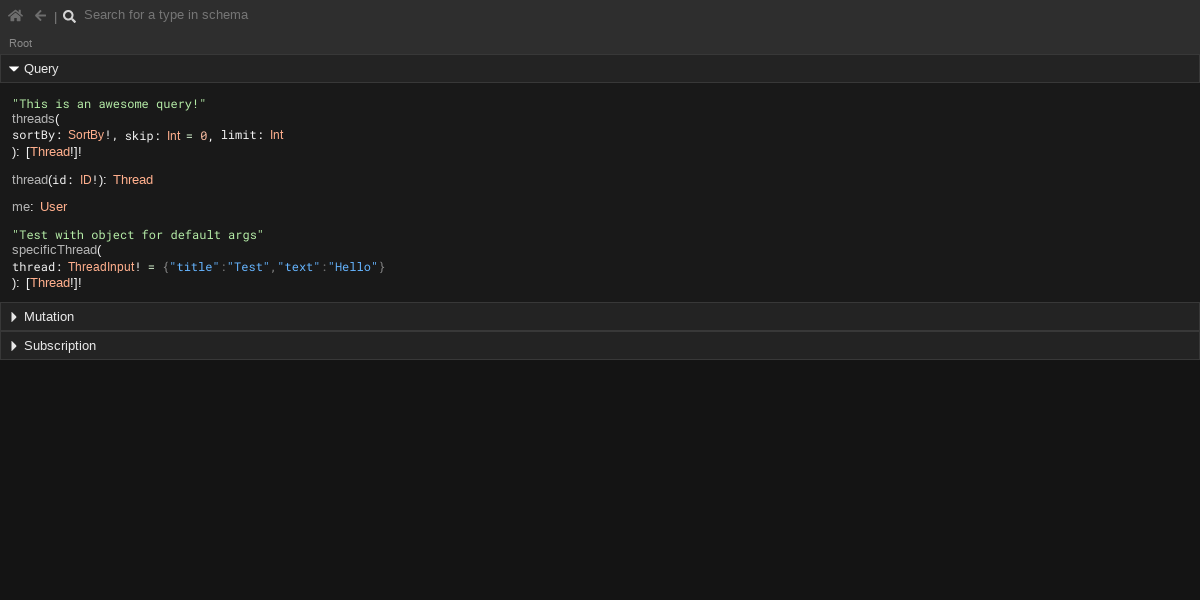 | Search for a type in schema
Root
Query
"This is an awesome query!"
threads(
sortBy: SortBy!, skip: Int = 0, limit: Int
): [Thread!]!
thread(id: ID!): Thread
me: User
"Test with object for default args"
specificThread(
thread: ThreadInput! = {"title":"Test","text":"Hello"}
): [Thread!]!
Mutation
Subscription